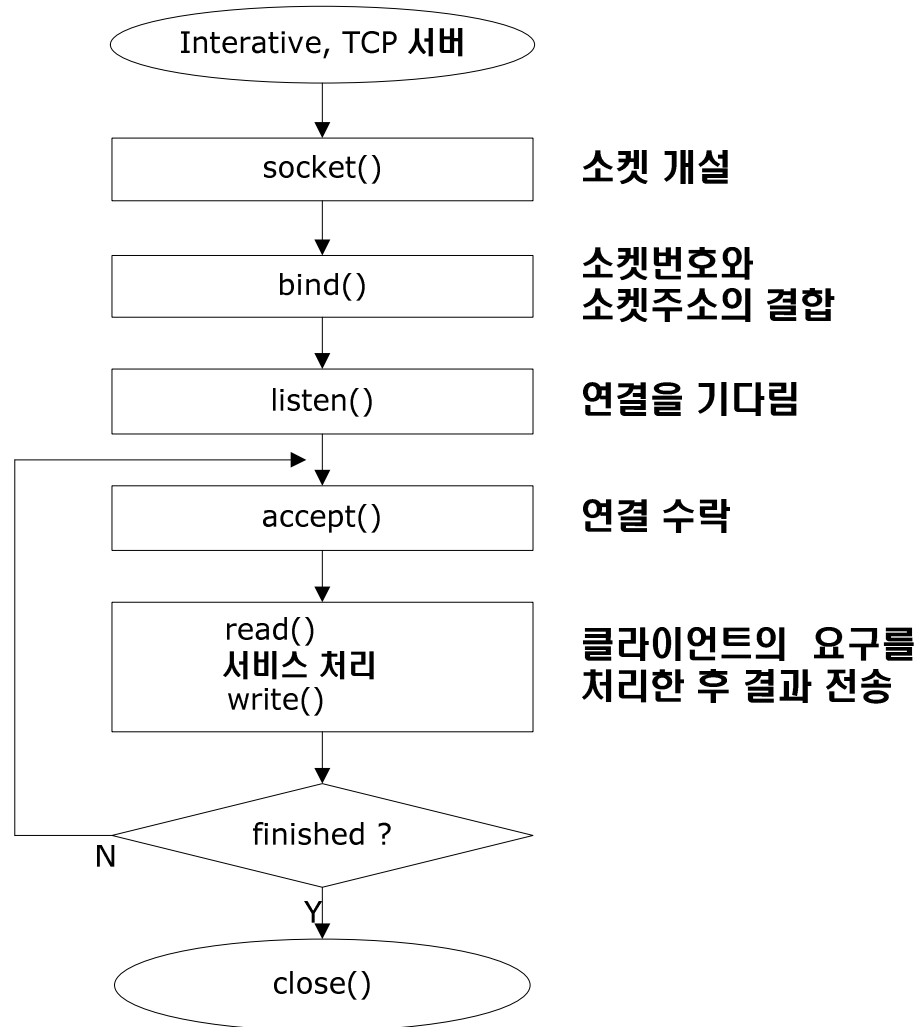 Interative, TCP 서버
socket()
소켓 개설
bind()
소켓번호와
소켓주소의 결합
listen()
연결을 기다림
accept()
연결 수락
read()
서비스 처리
write()
클라이언트의 요구를
처리한 후 결과 전송
finished ?
N
Y
close()